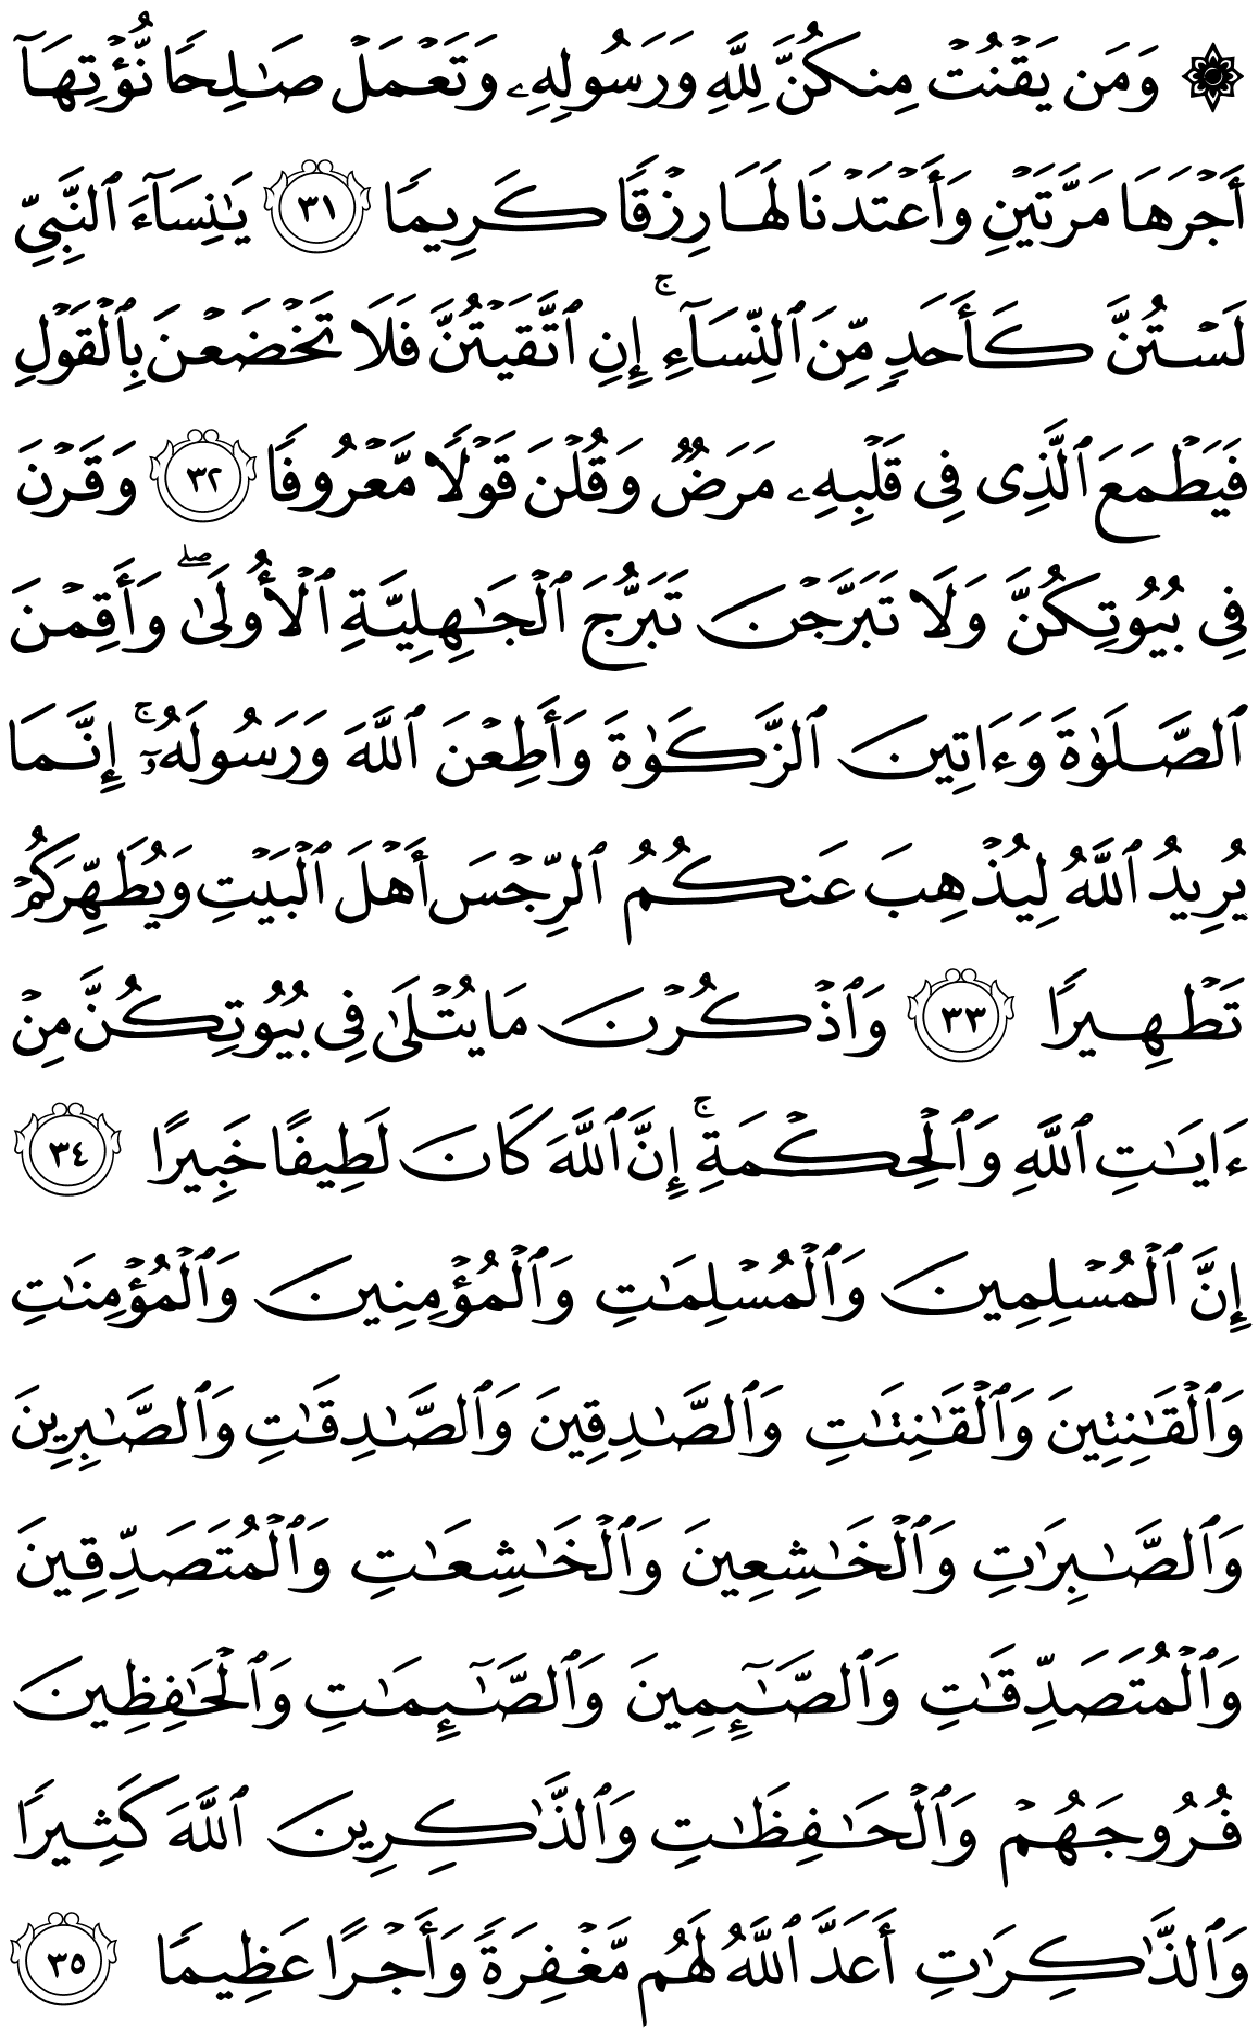 ۞ وَمَن يَقۡنُتۡ مِنكُنَّ لِلَّهِ وَرَسُولِهِۦ وَتَعۡمَلۡ صَٰلِحٗا نُّؤۡتِهَآ
أَجۡرَهَا مَرَّتَيۡنِ وَأَعۡتَدۡنَا لَهَا رِزۡقٗا كَرِيمٗا ٣١ يَٰنِسَآءَ ٱلنَّبِيِّ
لَسۡتُنَّ كَأَحَدٖ مِّنَ ٱلنِّسَآءِۚ إِنِ ٱتَّقَيۡتُنَّ فَلَا تَخۡضَعۡنَ بِٱلۡقَوۡلِ
فَيَطۡمَعَ ٱلَّذِي فِي قَلۡبِهِۦ مَرَضٞ وَقُلۡنَ قَوۡلٗا مَّعۡرُوفٗا ٣٢ وَقَرۡنَ
فِي بُيُوتِكُنَّ وَلَا تَبَرَّجۡنَ تَبَرُّجَ ٱلۡجَٰهِلِيَّةِ ٱلۡأُولَىٰۖ وَأَقِمۡنَ
ٱلصَّلَوٰةَ وَءَاتِينَ ٱلزَّكَوٰةَ وَأَطِعۡنَ ٱللَّهَ وَرَسُولَهُۥٓۚ إِنَّمَا
يُرِيدُ ٱللَّهُ لِيُذۡهِبَ عَنكُمُ ٱلرِّجۡسَ أَهۡلَ ٱلۡبَيۡتِ وَيُطَهِّرَكُمۡ
تَطۡهِيرٗا ٣٣ وَٱذۡكُرۡنَ مَا يُتۡلَىٰ فِي بُيُوتِكُنَّ مِنۡ
ءَايَٰتِ ٱللَّهِ وَٱلۡحِكۡمَةِۚ إِنَّ ٱللَّهَ كَانَ لَطِيفًا خَبِيرًا ٣٤
إِنَّ ٱلۡمُسۡلِمِينَ وَٱلۡمُسۡلِمَٰتِ وَٱلۡمُؤۡمِنِينَ وَٱلۡمُؤۡمِنَٰتِ
وَٱلۡقَٰنِتِينَ وَٱلۡقَٰنِتَٰتِ وَٱلصَّٰدِقِينَ وَٱلصَّٰدِقَٰتِ وَٱلصَّٰبِرِينَ
وَٱلصَّٰبِرَٰتِ وَٱلۡخَٰشِعِينَ وَٱلۡخَٰشِعَٰتِ وَٱلۡمُتَصَدِّقِينَ
وَٱلۡمُتَصَدِّقَٰتِ وَٱلصَّٰٓئِمِينَ وَٱلصَّٰٓئِمَٰتِ وَٱلۡحَٰفِظِينَ
فُرُوجَهُمۡ وَٱلۡحَٰفِظَٰتِ وَٱلذَّٰكِرِينَ ٱللَّهَ كَثِيرٗا
وَٱلذَّٰكِرَٰتِ أَعَدَّ ٱللَّهُ لَهُم مَّغۡفِرَةٗ وَأَجۡرًا عَظِيمٗا ٣٥